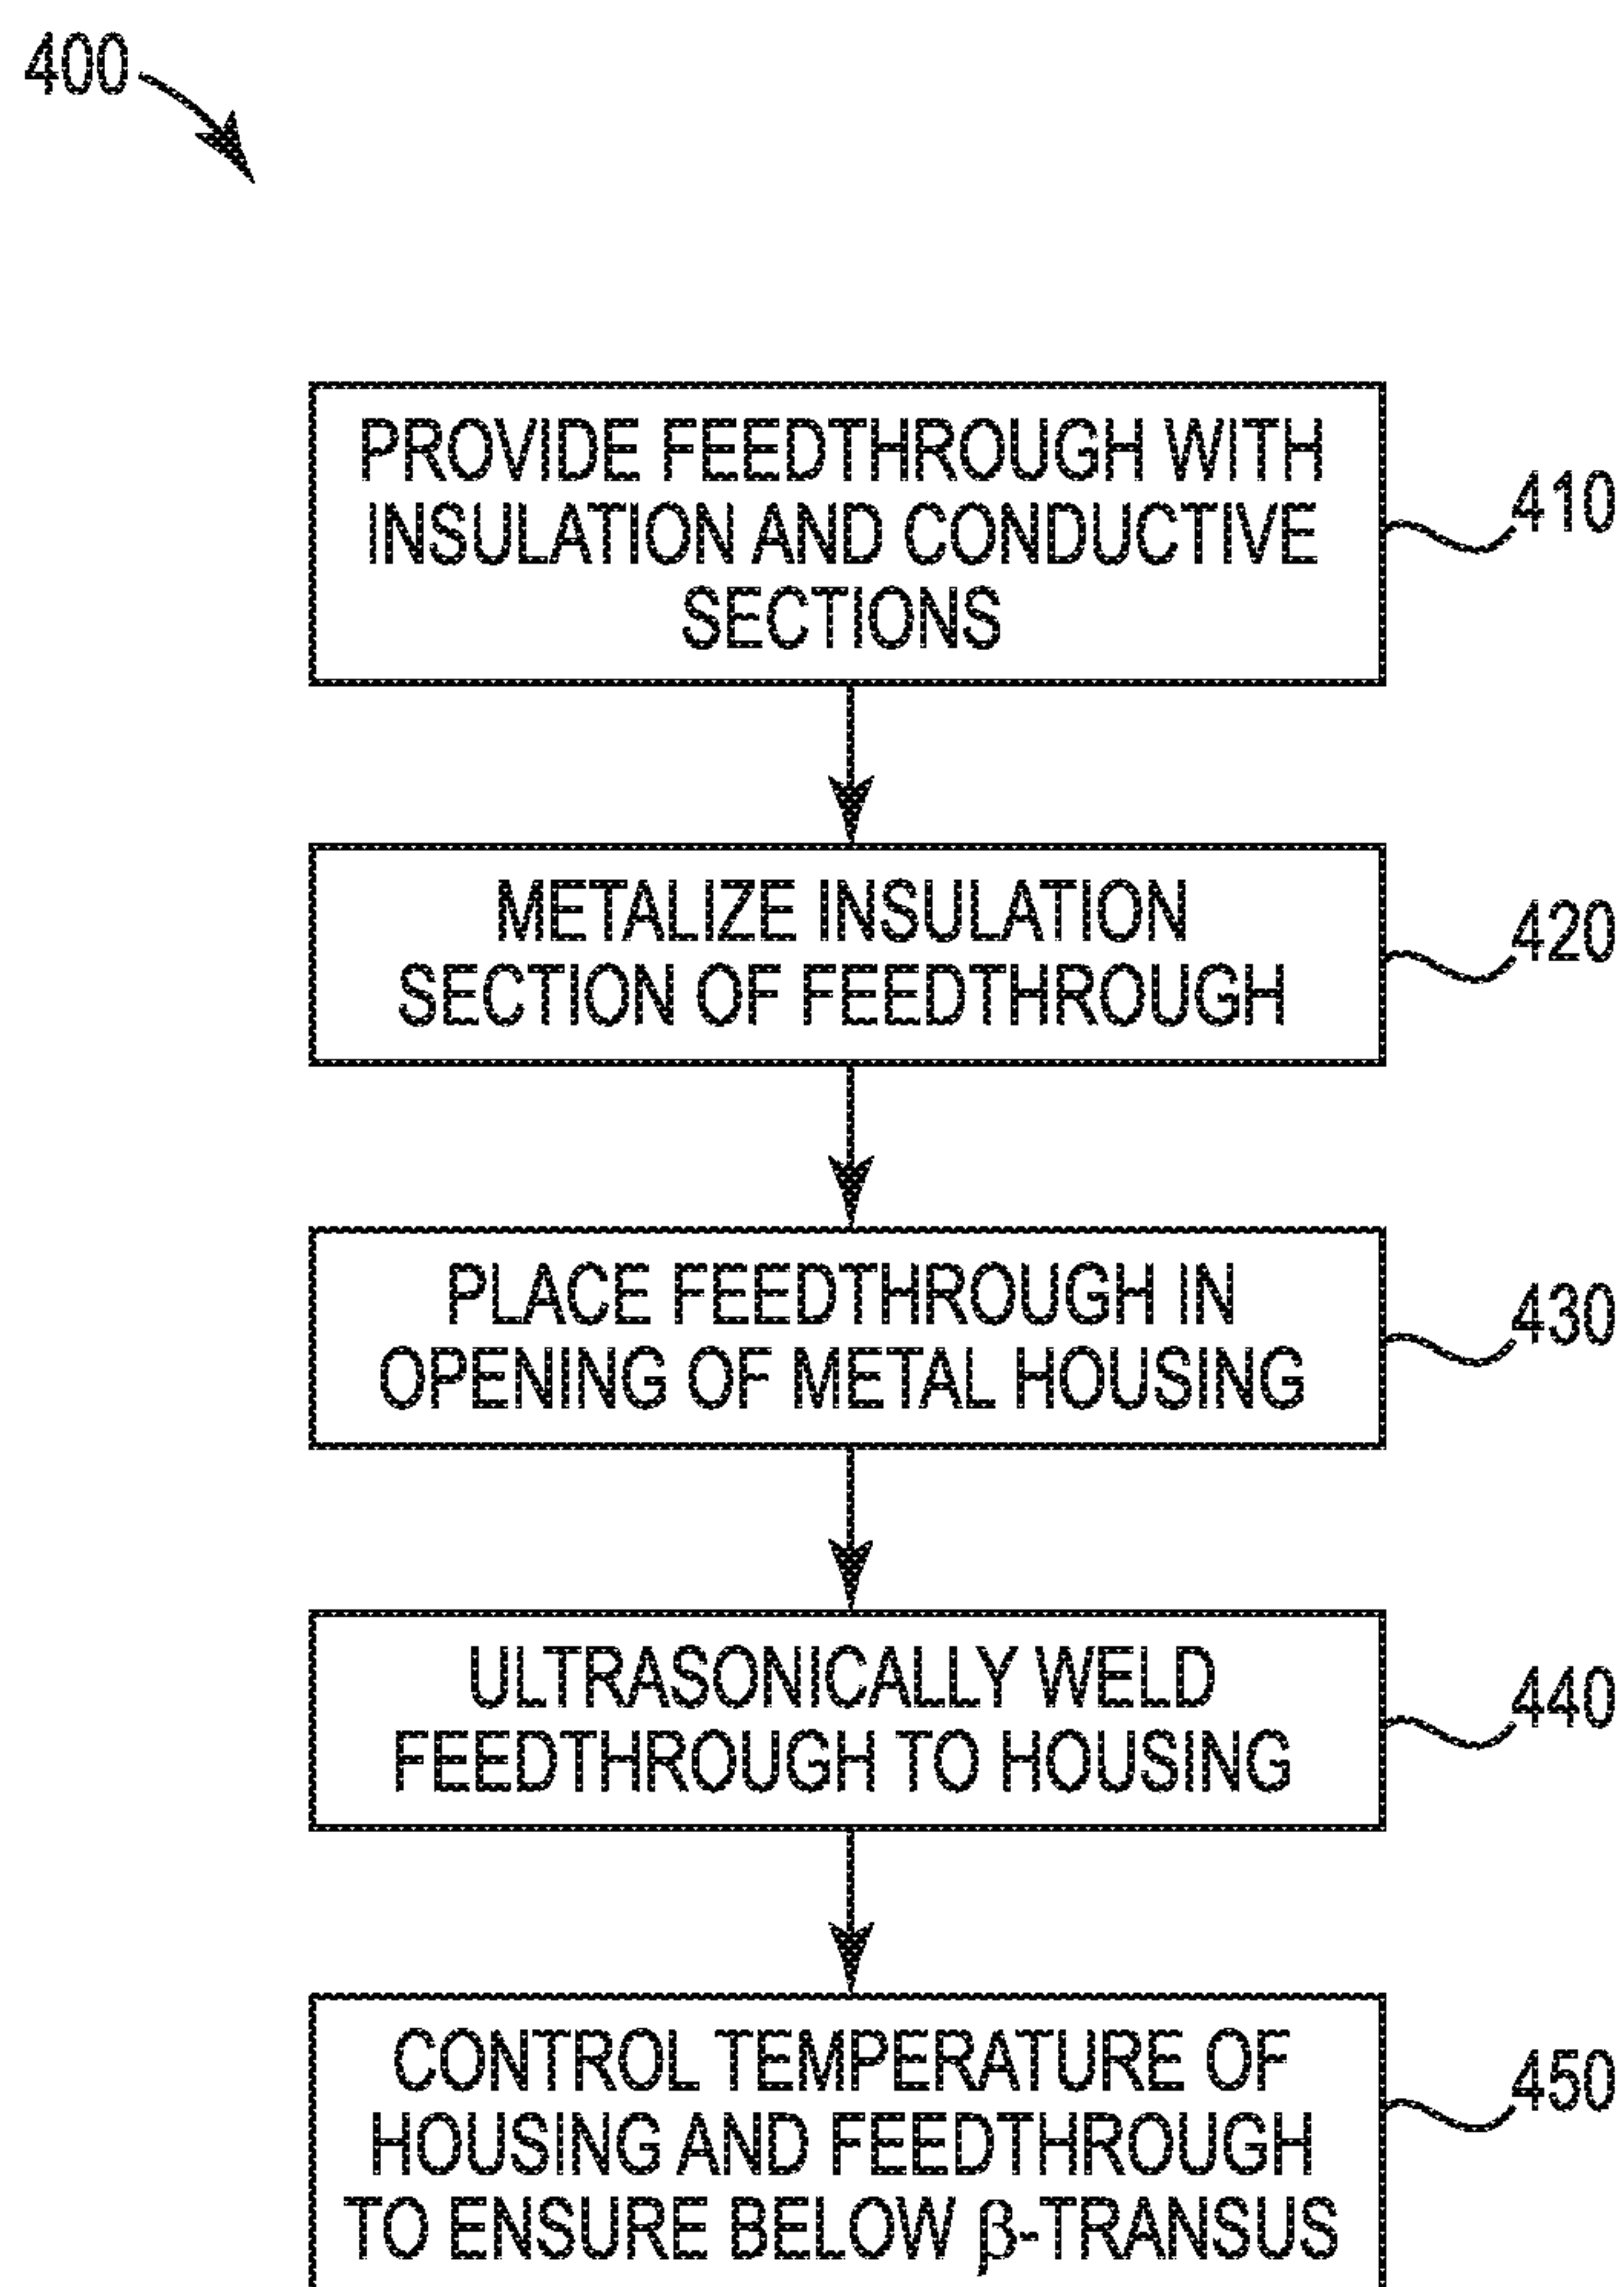 400
PROVIDE FEEDTHROUGH WITH
INSULATION AND CONDUCTIVE
SECTIONS
410
METALIZE INSULATION
SECTION OF FEEDTHROUGH
420
PLACE FEEDTHROUGH IN
OPENING OF METAL HOUSING
430
ULTRASONICALLY WELD
FEEDTHROUGH TO HOUSING
440
CONTROL TEMPERATURE OF
HOUSING AND FEEDTHROUGH
TO ENSURE BELOW β-TRANSUS
450